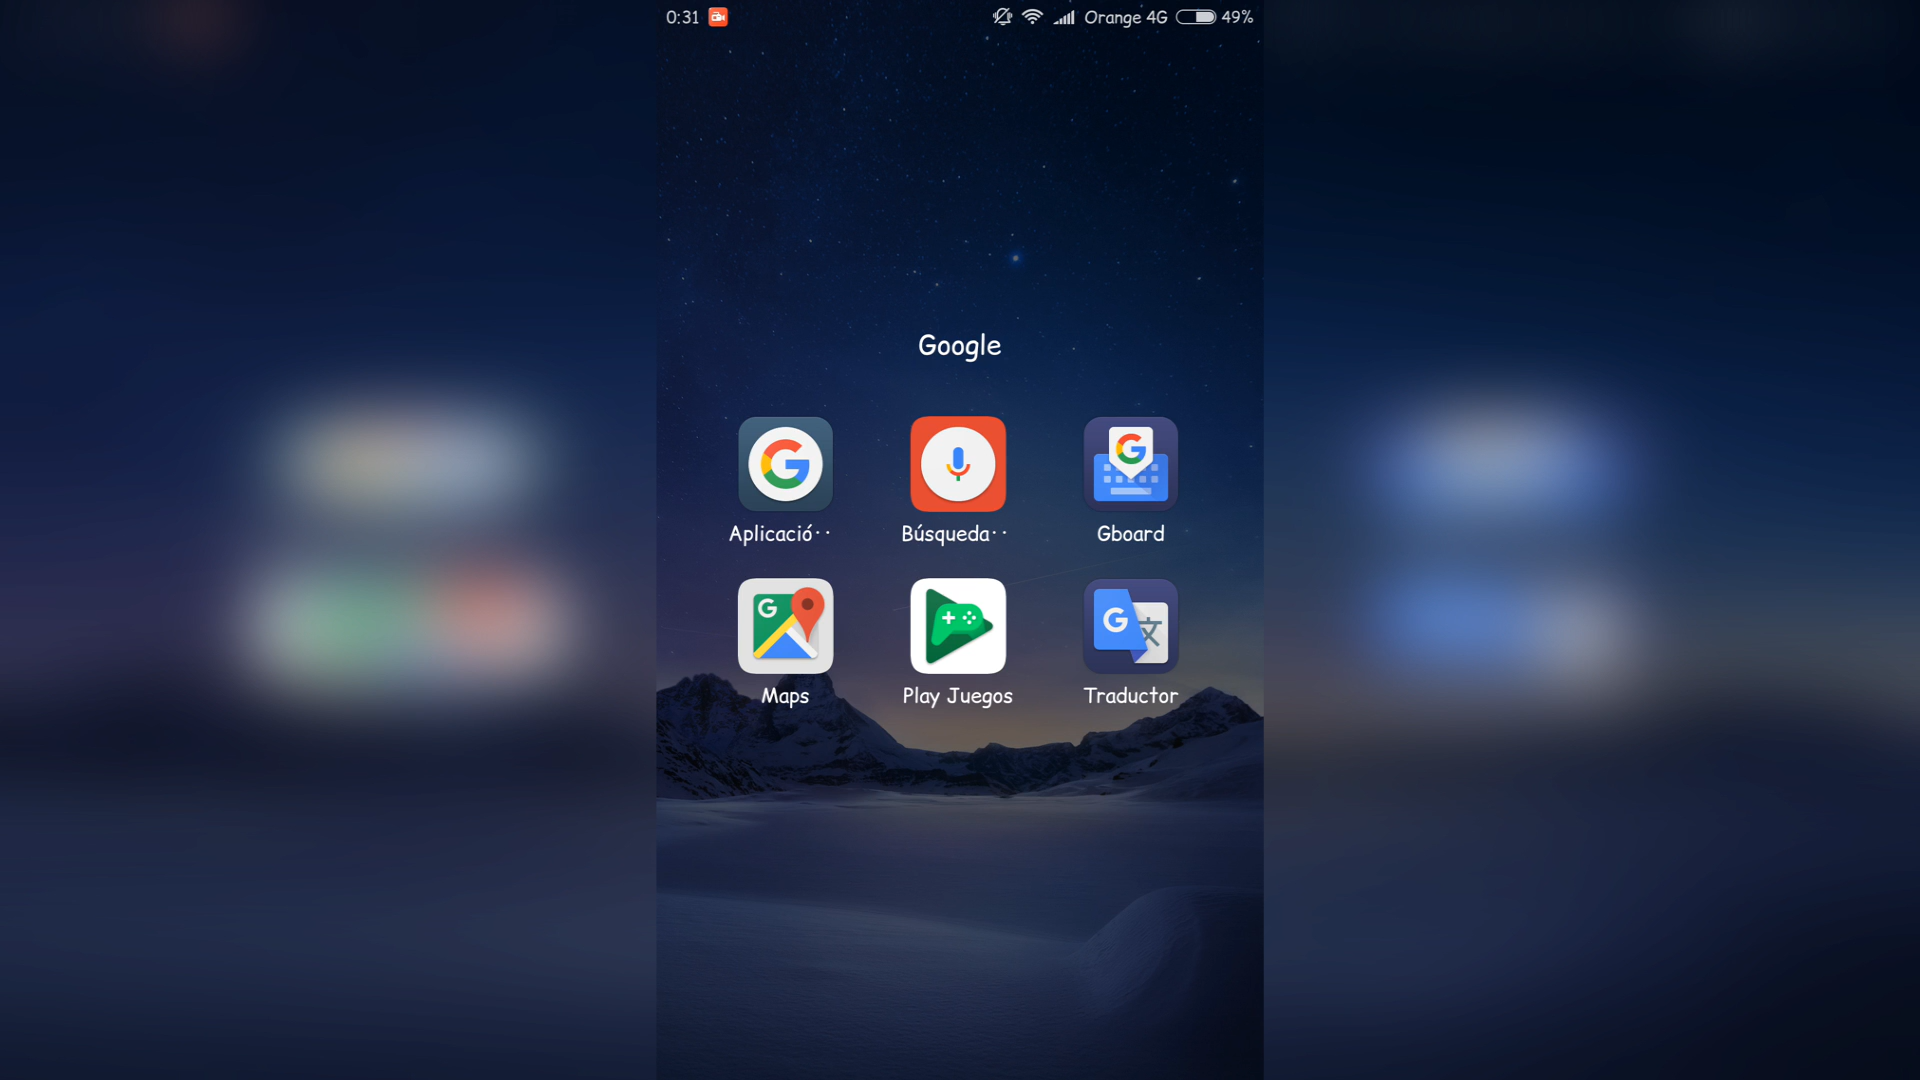 0:31 Orange 4G 49%
Google
Aplicació·· Búsqueda·· Gboard
Maps Play Juegos Traductor